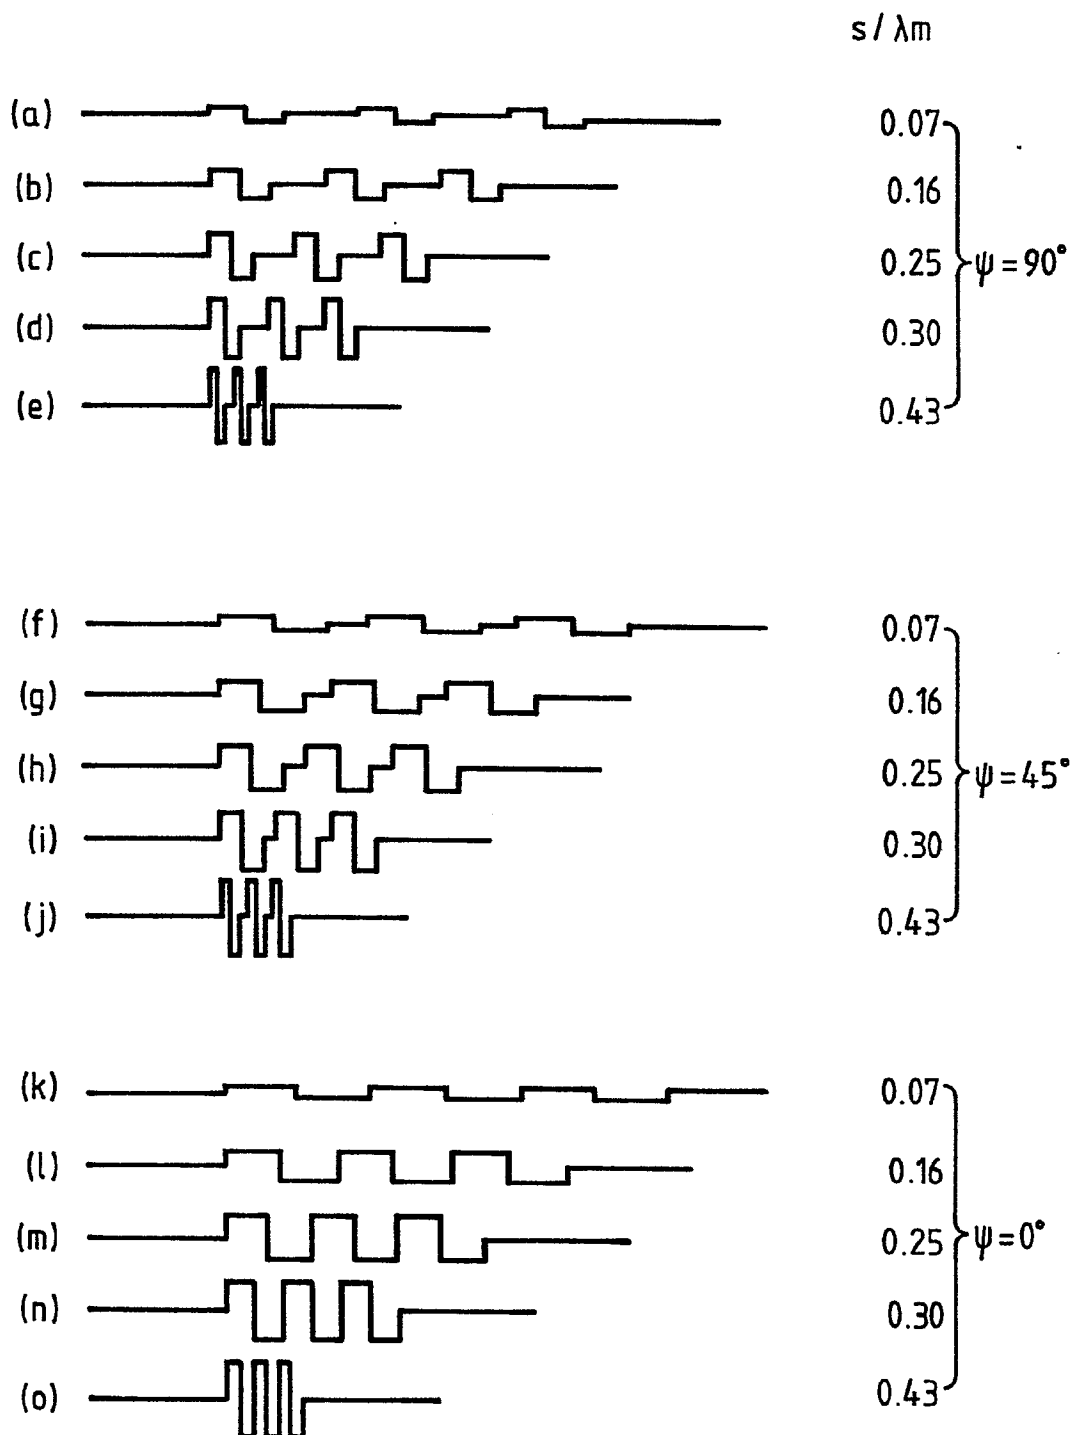 s / λm
(a) 0.07
(b) 0.16
(c) 0.25 ψ = 90°
(d) 0.30
(e) 0.43
(f) 0.07
(g) 0.16
(h) 0.25 ψ = 45°
(i) 0.30
(j) 0.43
(k) 0.07
(l) 0.16
(m) 0.25 ψ = 0°
(n) 0.30
(o) 0.43